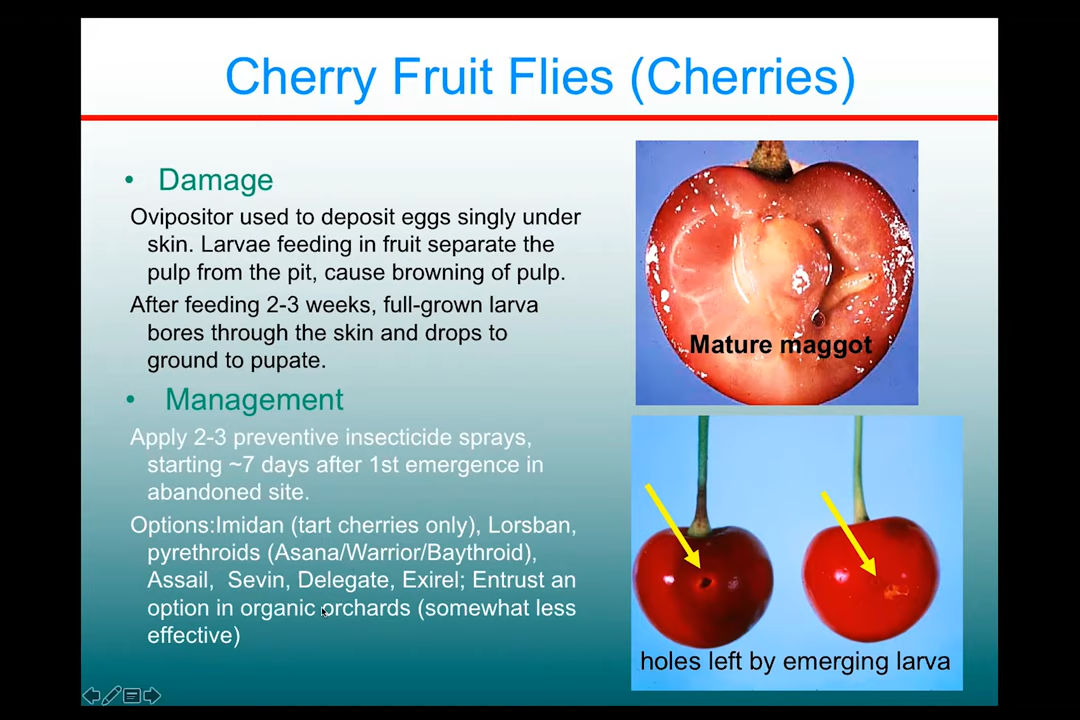 Cherry Fruit Flies (Cherries)
• Damage
Ovipositor used to deposit eggs singly under
skin. Larvae feeding in fruit separate the
pulp from the pit, cause browning of pulp.
After feeding 2-3 weeks, full-grown larva
bores through the skin and drops to
ground to pupate.
• Management
Apply 2-3 preventive insecticide sprays,
starting ~7 days after 1st emergence in
abandoned site.
Options:Imidan (tart cherries only), Lorsban,
pyrethroids (Asana/Warrior/Baythroid),
Assail, Sevin, Delegate, Exirel; Entrust an
option in organic orchards (somewhat less
effective)
Mature maggot
holes left by emerging larva